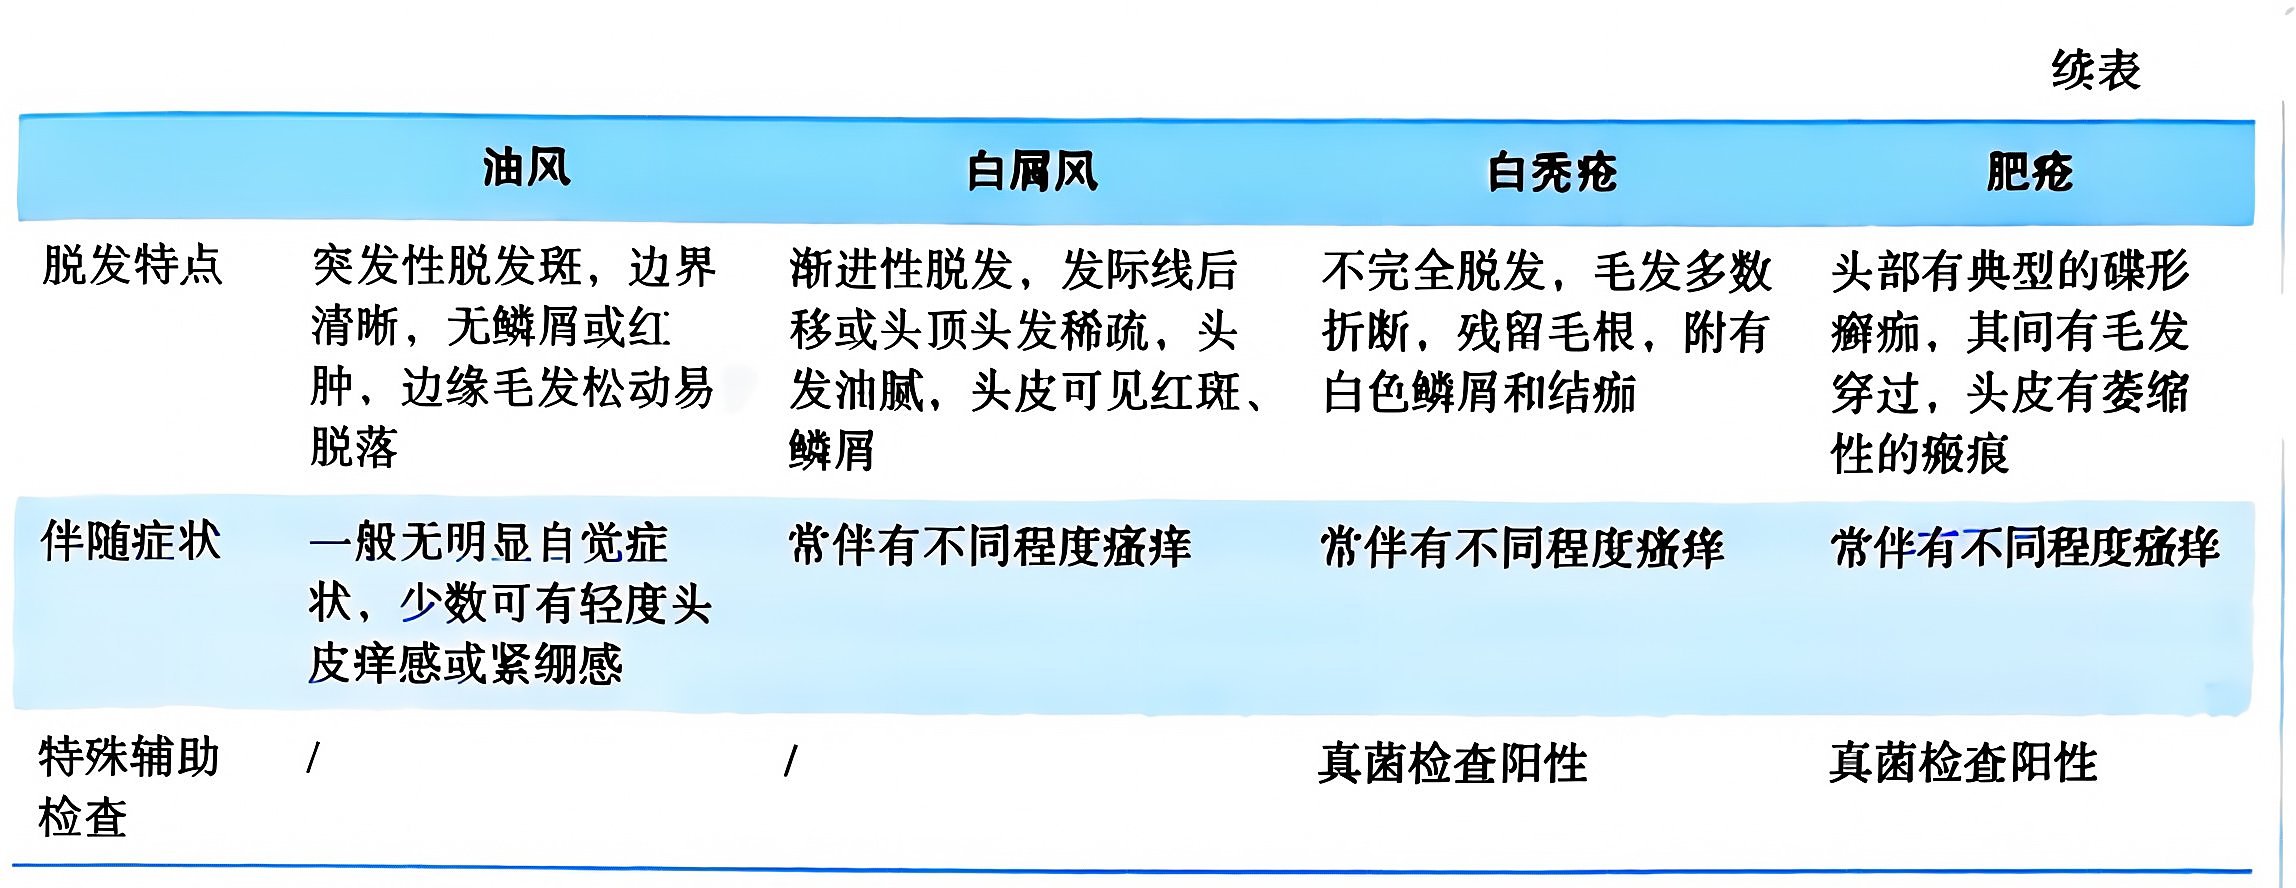 续表
油风 白屑风 白秃疮 肥疮
脱发特点 突发性脱发斑，边界 渐进性脱发，发际线后 不完全脱发，毛发多数 头部有典型的碟形
清晰，无鳞屑或红 移或头顶头发稀疏，头 折断，残留毛根，附有 癣痂，其间有毛发
肿，边缘毛发松动易 发油腻，头皮可见红斑、 白色鳞屑和结痂 穿过，头皮有萎缩
脱落 鳞屑 性的瘢痕
伴随症状 一般无明显自觉症 常伴有不同程度瘙痒 常伴有不同程度瘙痒 常伴有不同程度瘙痒
状，少数可有轻度头
皮痒感或紧绷感
特殊辅助 / / 真菌检查阳性 真菌检查阳性
检查